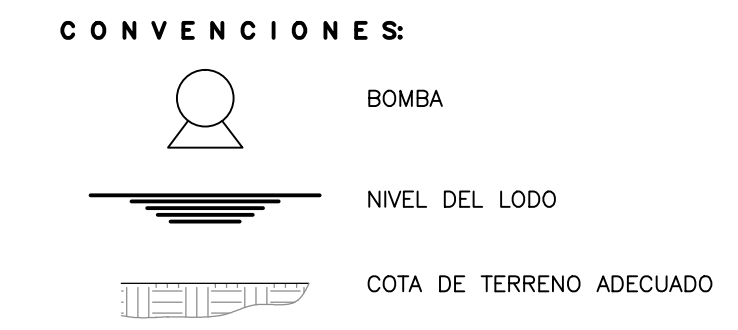 CONVENCIONES:
BOMBA
NIVEL DEL LODO
COTA DE TERRENO ADECUADO